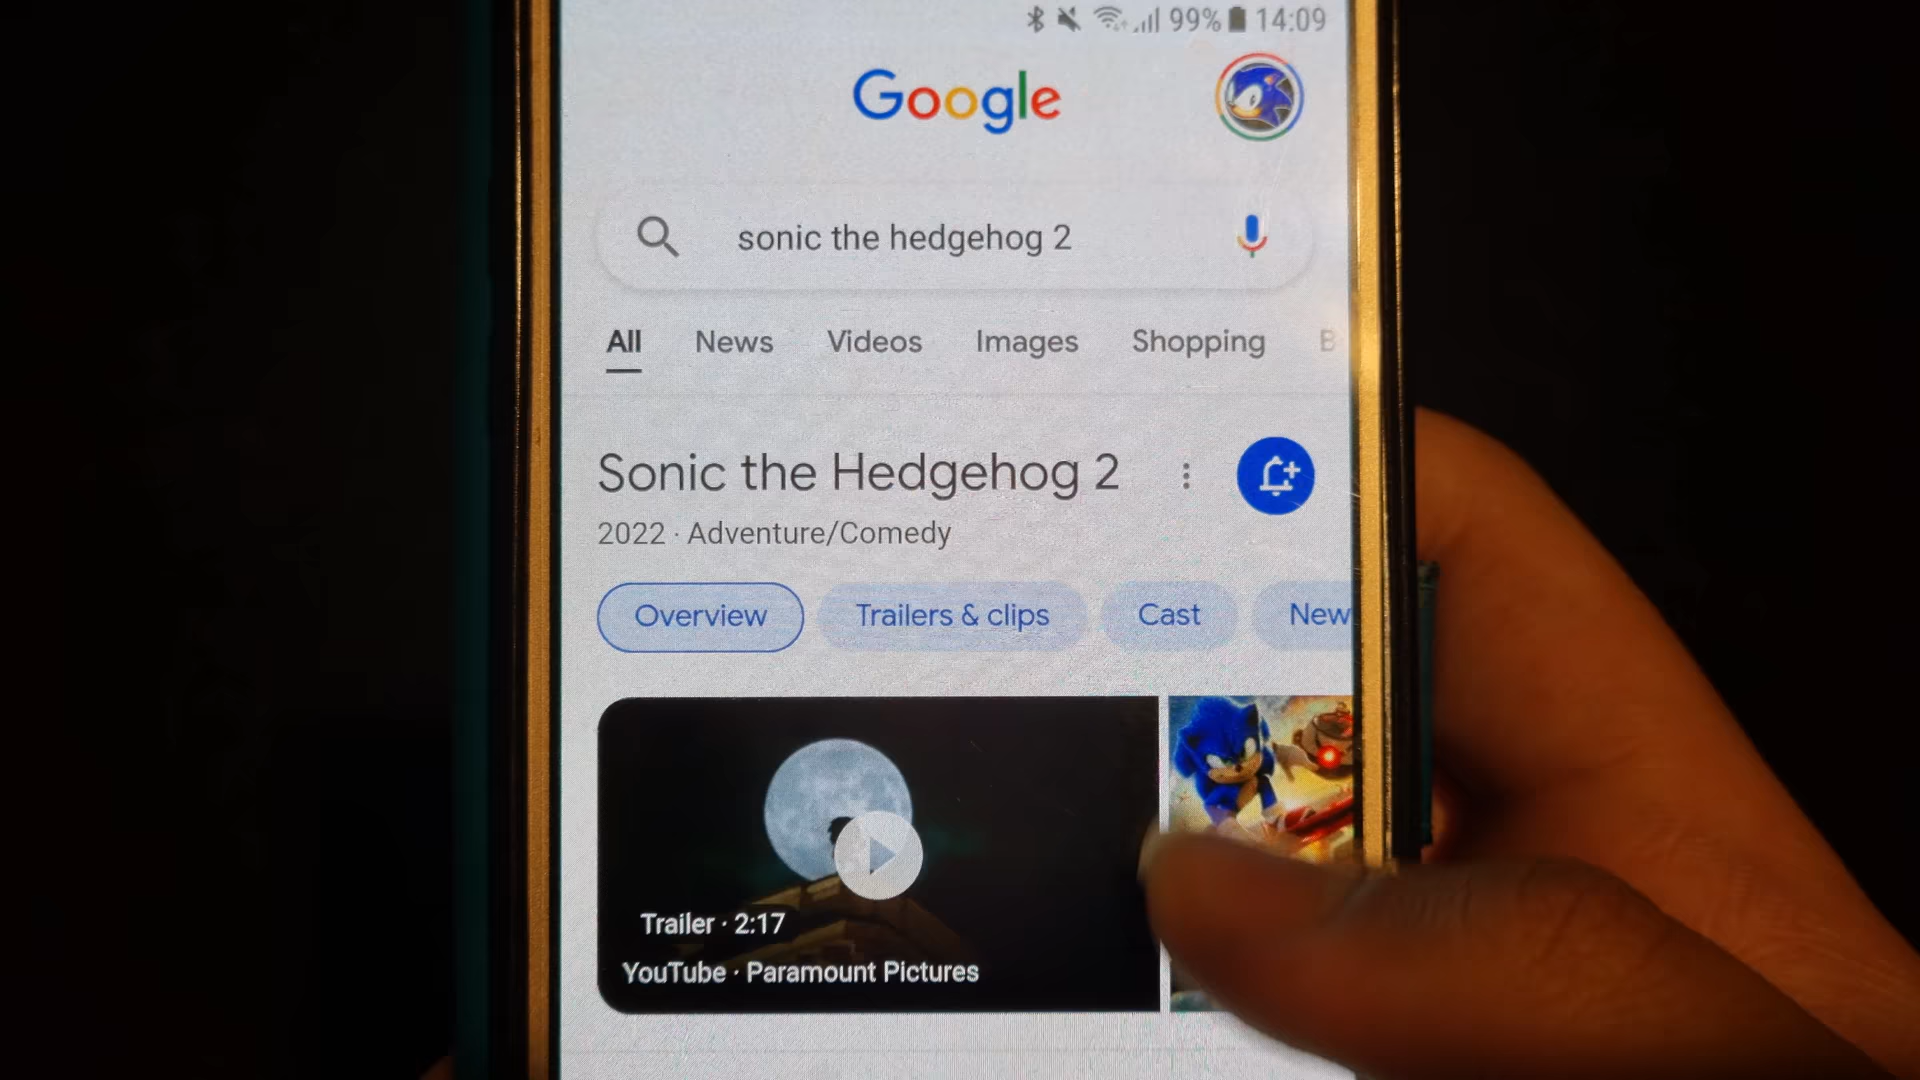 99% 14:09
Google
sonic the hedgehog 2
All News Videos Images Shopping B
Sonic the Hedgehog 2
2022 · Adventure/Comedy
Overview Trailers & clips Cast New
Trailer · 2:17
YouTube · Paramount Pictures